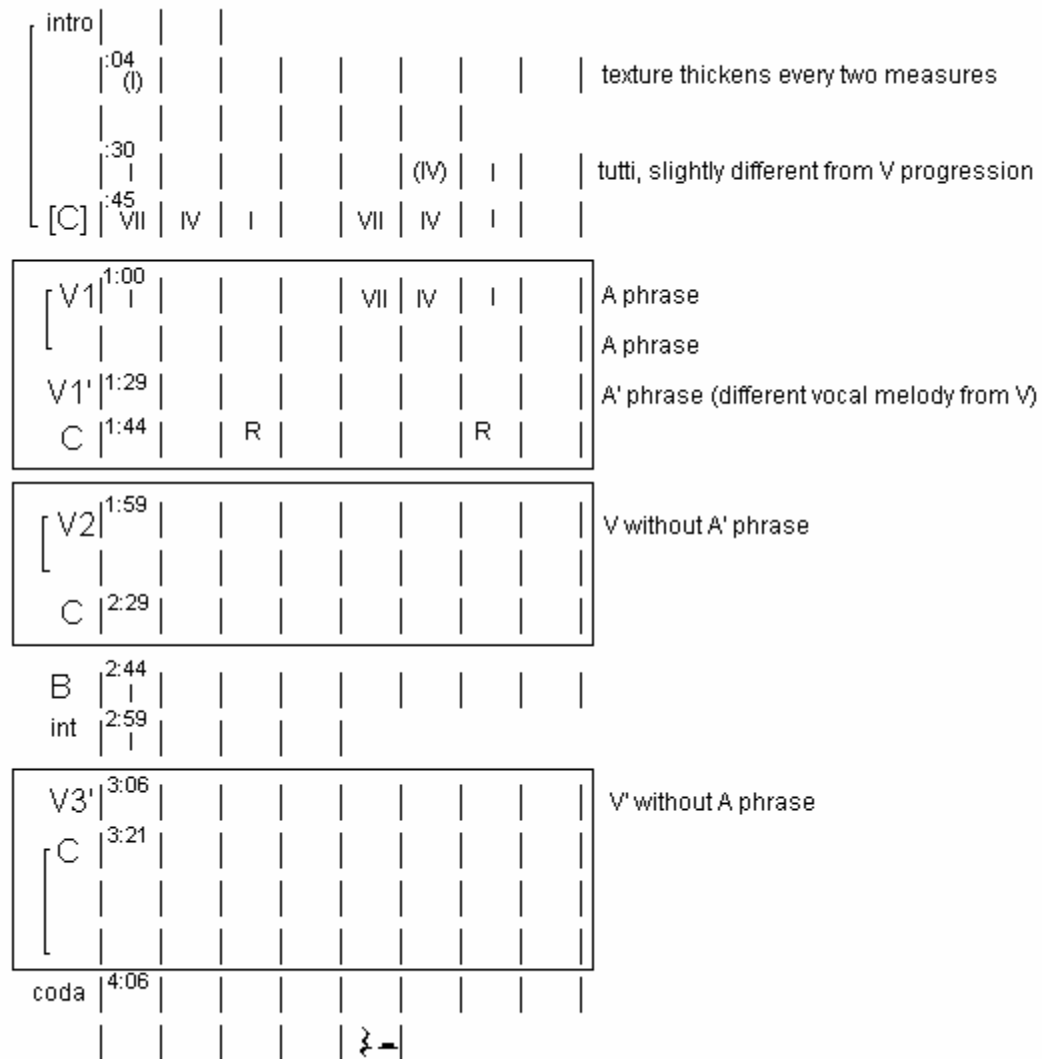 intro
:04
(I) texture thickens every two measures
:30
I (IV) I tutti, slightly different from V progression
:45
[C] VII IV I VII IV I
1:00
V1 I VII IV I A phrase
A phrase
V1' 1:29 A' phrase (different vocal melody from V)
C 1:44 R R
V2 1:59 V without A' phrase
C 2:29
B 2:44
I
int 2:59
I
V3' 3:06 V' without A phrase
C 3:21
coda 4:06